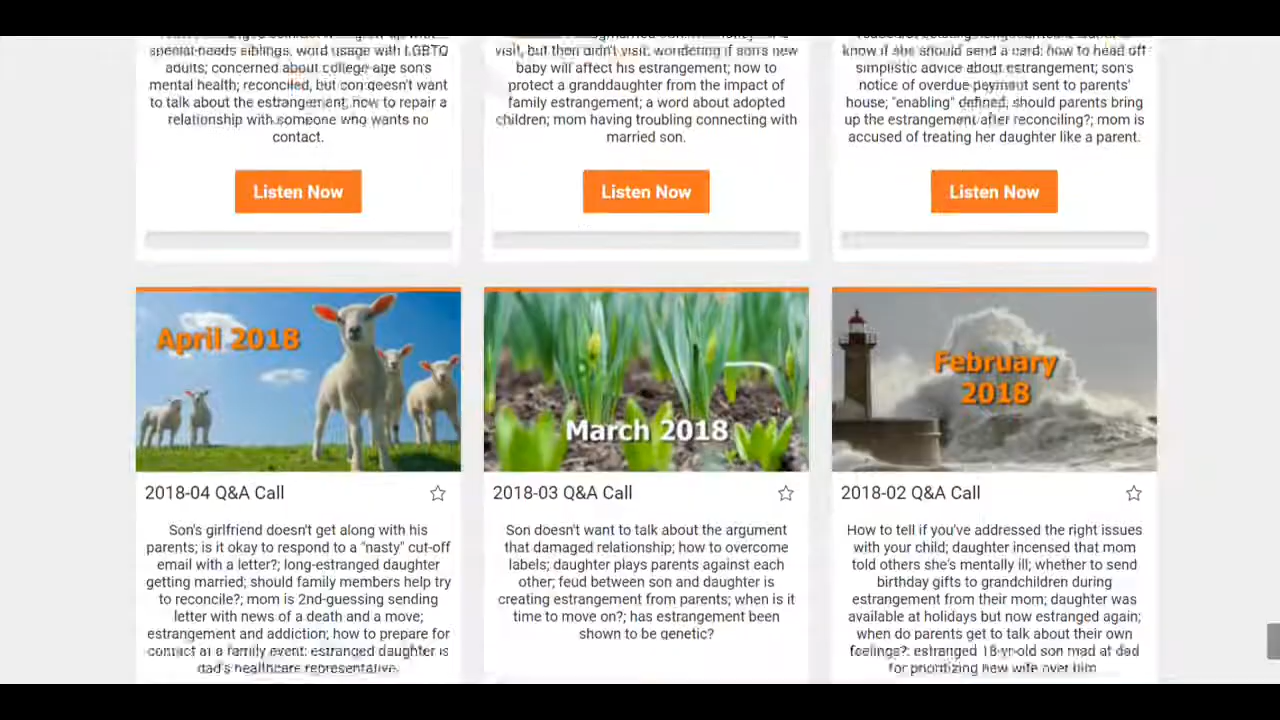 special-needs siblings, word usage with LGBTQ
adults; concerned about college-age son's
mental health; reconciled, but con doesn't want
to talk about the estrangement; how to repair a
relationship with someone who wants no
contact.
Listen Now
visit, but then didn't visit; wondering if son's new
baby will affect his estrangement; how to
protect a granddaughter from the impact of
family estrangement; a word about adopted
children; mom having troubling connecting with
married son.
Listen Now
know if she should send a card; how to head off
simplistic advice about estrangement; son's
notice of overdue payment sent to parents'
house; "enabling" defined; should parents bring
up the estrangement after reconciling?; mom is
accused of treating her daughter like a parent.
Listen Now
April 2018
2018-04 Q&A Call
Son's girlfriend doesn't get along with his
parents; is it okay to respond to a "nasty" cut-off
email with a letter?; long-estranged daughter
getting married; should family members help try
to reconcile?; mom is 2nd-guessing sending
letter with news of a death and a move;
estrangement and addiction; how to prepare for
contact at a family event; estranged daughter is
dad's healthcare representative.
March 2018
2018-03 Q&A Call
Son doesn't want to talk about the argument
that damaged relationship; how to overcome
labels; daughter plays parents against each
other; feud between son and daughter is
creating estrangement from parents; when is it
time to move on?; has estrangement been
shown to be genetic?
February
2018
2018-02 Q&A Call
How to tell if you've addressed the right issues
with your child; daughter incensed that mom
told others she's mentally ill; whether to send
birthday gifts to grandchildren during
estrangement from their mom; daughter was
available at holidays but now estranged again;
when do parents get to talk about their own
feelings?; estranged 18-yr-old son mad at dad
for prioritizing new wife over him